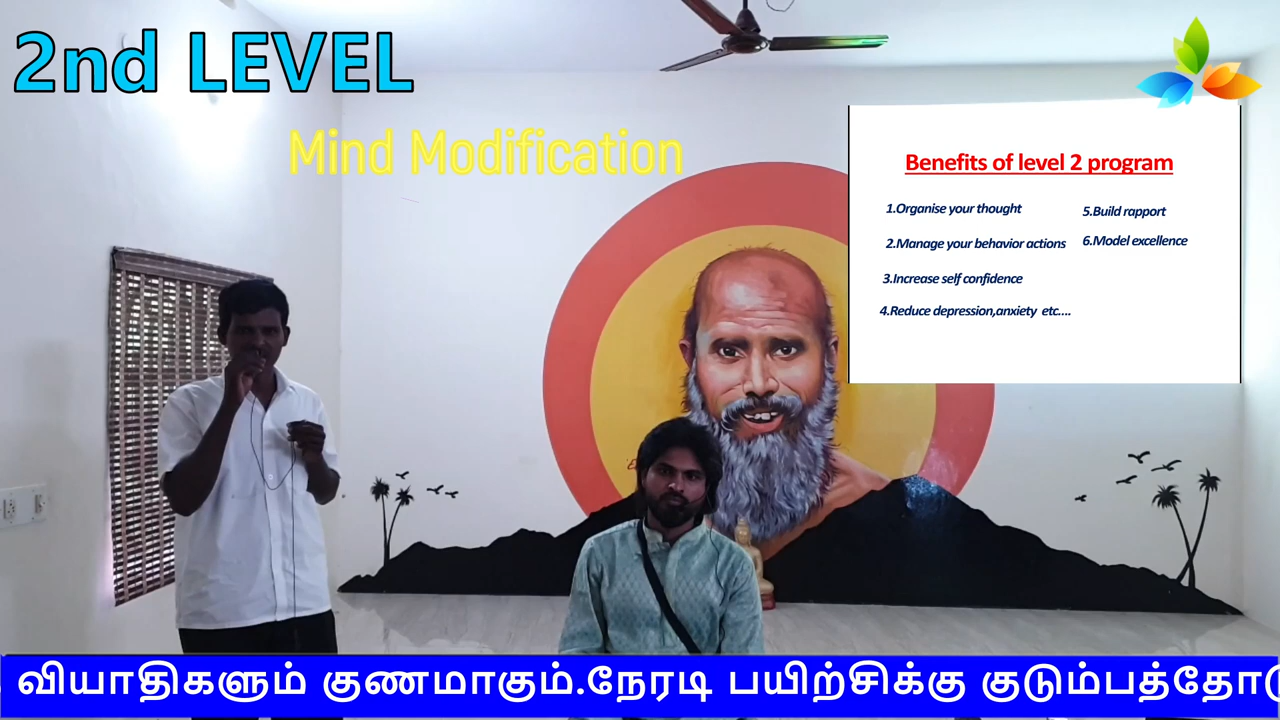 2nd LEVEL
Mind Modification
Benefits of level 2 program
1.Organise your thought
2.Manage your behavior actions
3.Increase self confidence
4.Reduce depression,anxiety etc....
5.Build rapport
6.Model excellence
வியாதிகளும் குணமாகும்.நேரடி பயிற்சிக்கு குடும்பத்தோடு